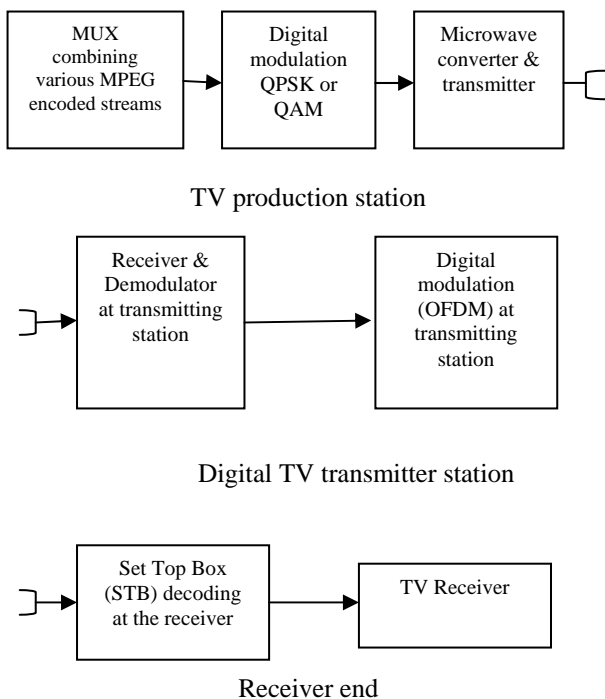 MUX
combining
various MPEG
encoded streams
Digital
modulation
QPSK or
QAM
Microwave
converter &
transmitter
TV production station
Receiver &
Demodulator
at transmitting
station
Digital
modulation
(OFDM) at
transmitting
station
Digital TV transmitter station
Set Top Box
(STB) decoding
at the receiver
TV Receiver
Receiver end